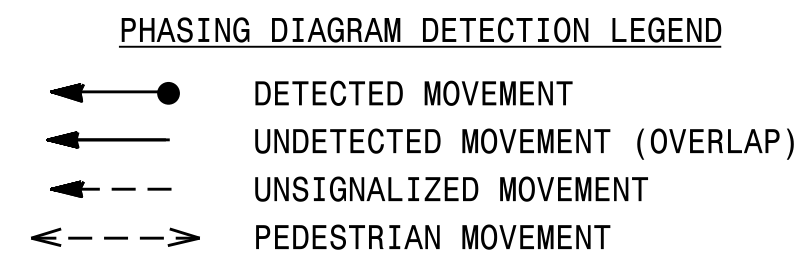 PHASING DIAGRAM DETECTION LEGEND
DETECTED MOVEMENT
UNDETECTED MOVEMENT (OVERLAP)
UNSIGNALIZED MOVEMENT
PEDESTRIAN MOVEMENT